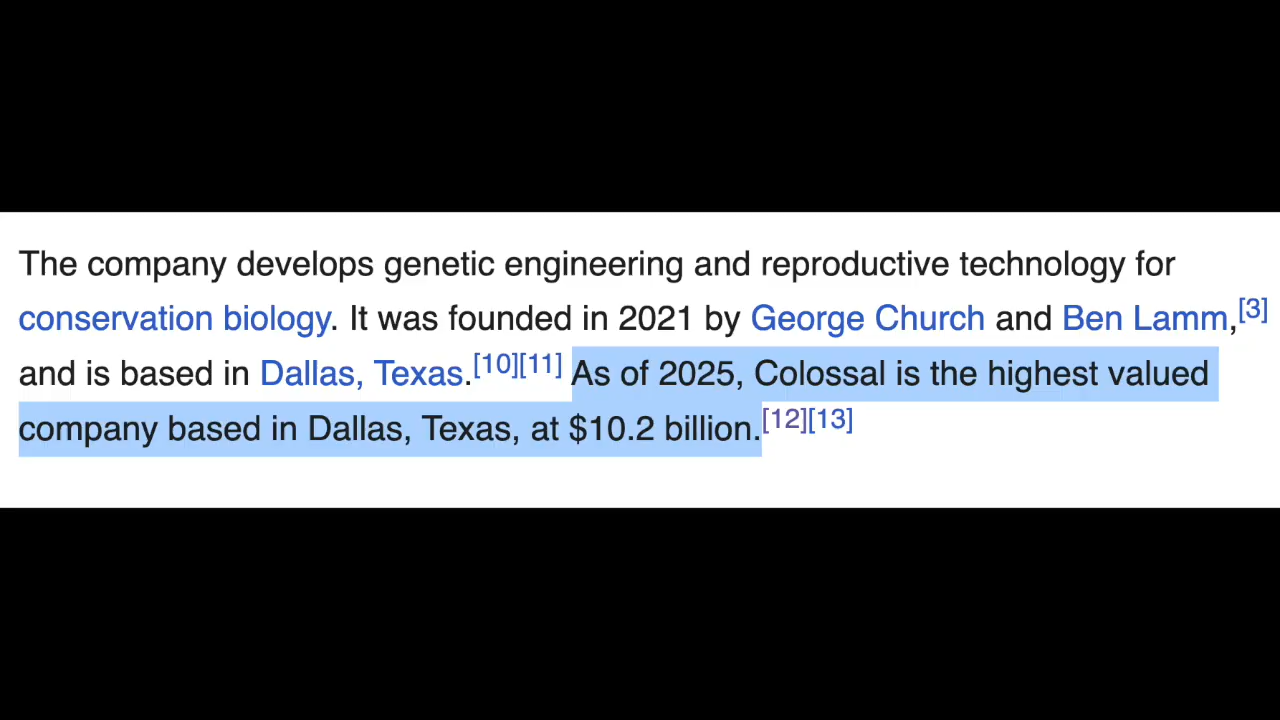 The company develops genetic engineering and reproductive technology for
conservation biology. It was founded in 2021 by George Church and Ben Lamm,[3]
and is based in Dallas, Texas.[10][11] As of 2025, Colossal is the highest valued
company based in Dallas, Texas, at $10.2 billion.[12][13]